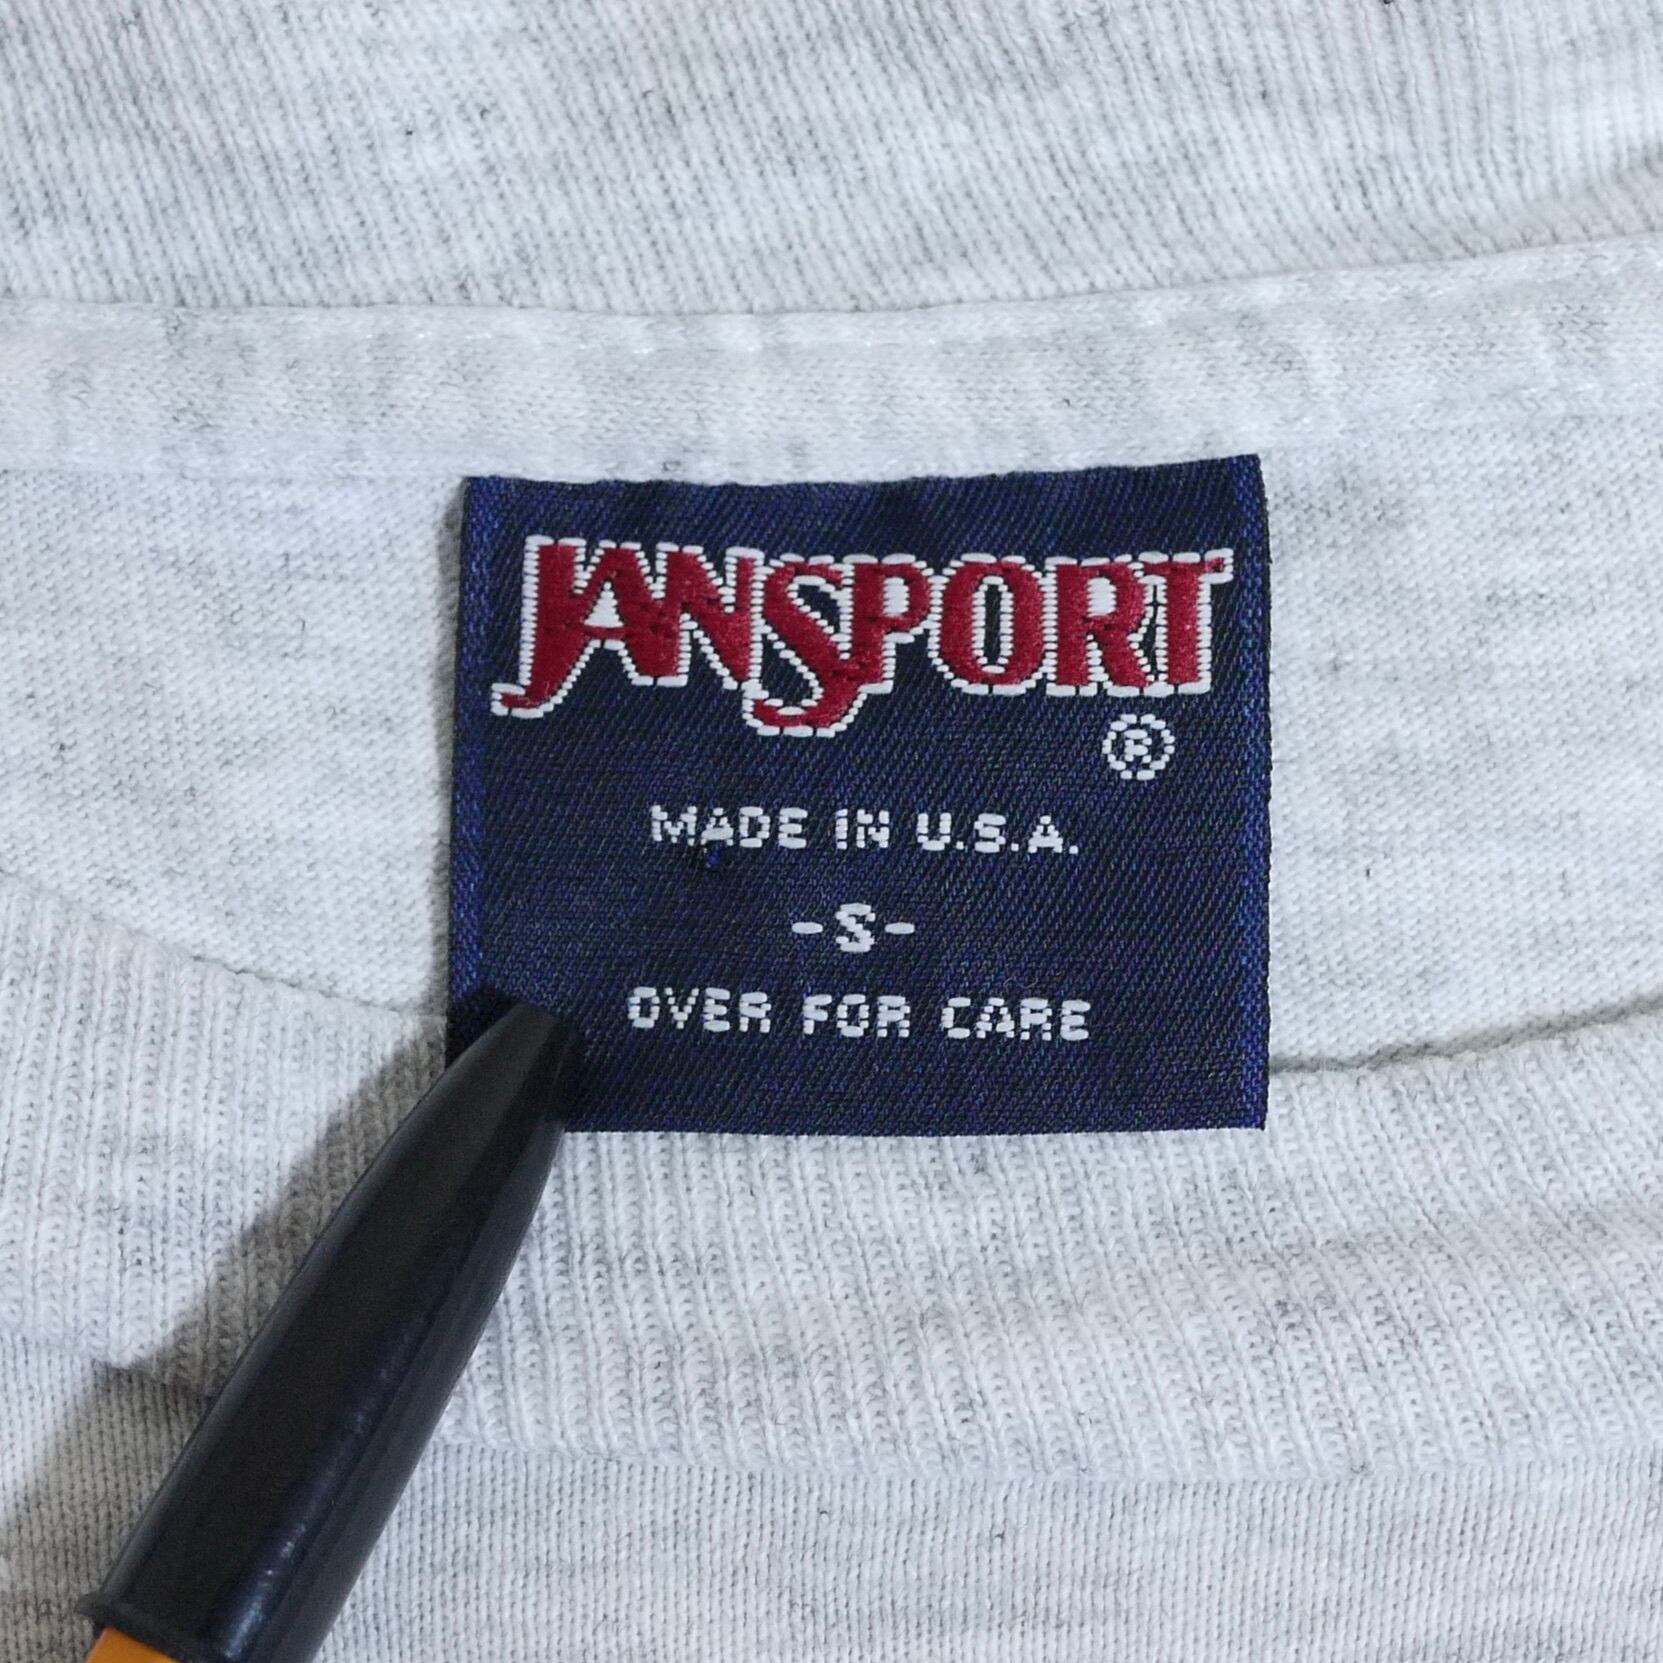 JANSPORT
®
MADE IN U.S.A.
-S-
OVER FOR CARE